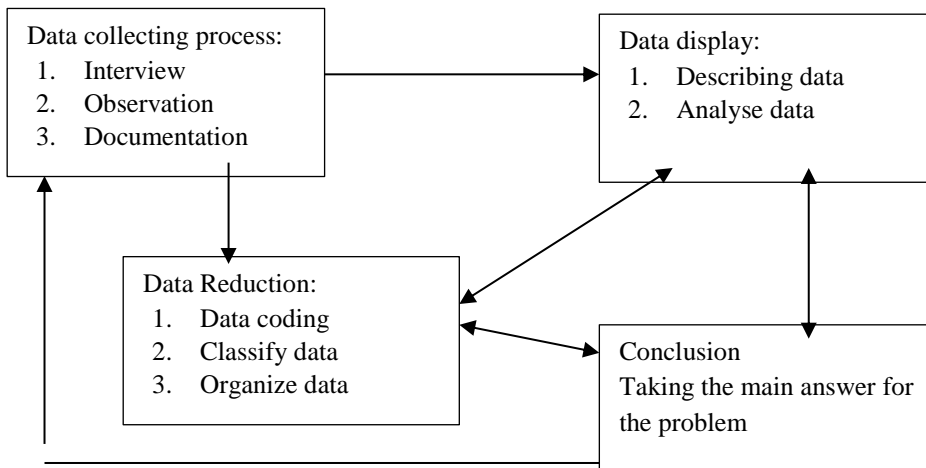 Data collecting process:
1. Interview
2. Observation
3. Documentation
Data display:
1. Describing data
2. Analyse data
Data Reduction:
1. Data coding
2. Classify data
3. Organize data
Conclusion
Taking the main answer for
the problem